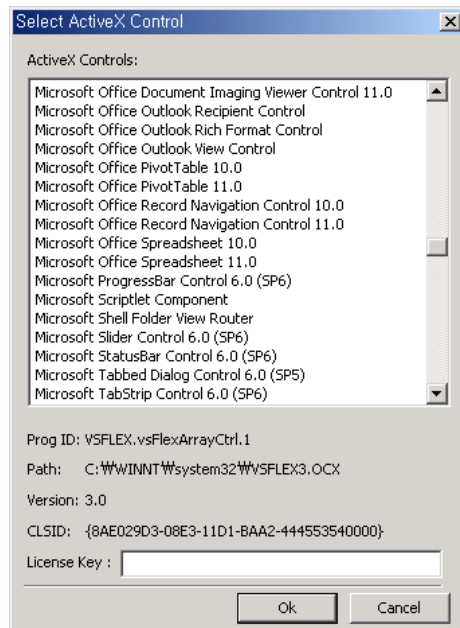 Select ActiveX Control
ActiveX Controls:
Microsoft Office Document Imaging Viewer Control 11.0
Microsoft Office Outlook Recipient Control
Microsoft Office Outlook Rich Format Control
Microsoft Office Outlook View Control
Microsoft Office PivotTable 10.0
Microsoft Office PivotTable 11.0
Microsoft Office Record Navigation Control 10.0
Microsoft Office Record Navigation Control 11.0
Microsoft Office Spreadsheet 10.0
Microsoft Office Spreadsheet 11.0
Microsoft ProgressBar Control 6.0 (SP6)
Microsoft Scriptlet Component
Microsoft Shell Folder View Router
Microsoft Slider Control 6.0 (SP6)
Microsoft StatusBar Control 6.0 (SP6)
Microsoft Tabbed Dialog Control 6.0 (SP5)
Microsoft TabStrip Control 6.0 (SP6)
Prog ID: VSFLEX.vsFlexArrayCtrl.1
Path: C:₩WINNT₩system32₩VSFLEX3.OCX
Version: 3.0
CLSID: {8AE029D3-08E3-11D1-BAA2-444553540000}
License Key :
Ok Cancel